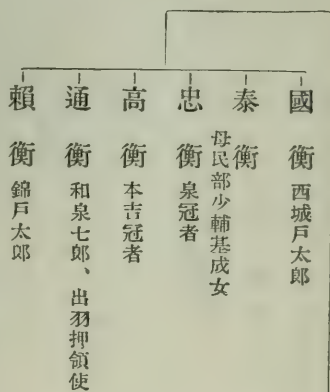 國衡 西城戸太郎
泰衡 母民部少輔基成女
忠衡 泉冠者
高衡 本吉冠者
通衡 和泉七郎、出羽押領使
賴衡 錦戸太郎